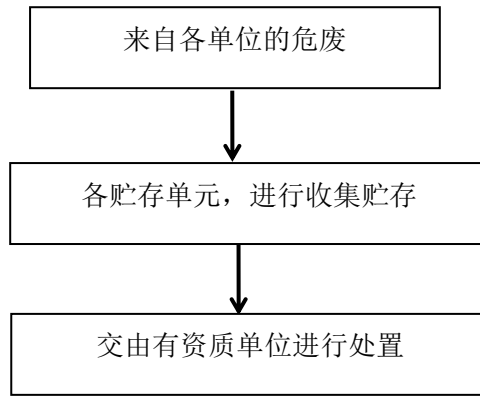 来自各单位的危废
各贮存单元，进行收集贮存
交由有资质单位进行处置